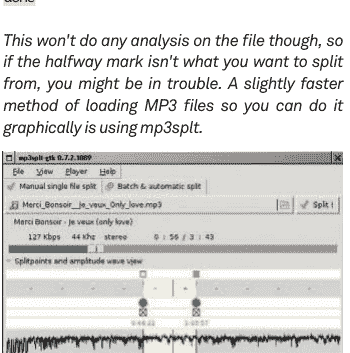 done
This won't do any analysis on the file though, so
if the halfway mark isn't what you want to split
from, you might be in trouble. A slightly faster
method of loading MP3 files so you can do it
graphically is using mp3splt.
mp3splt-gtk 0.7.2.1089
File View Player Help
Manual single file split Batch & automatic split
Merci_Bonsoir__Je_veux_Only_love.mp3 Split !
Merci Bonsoir - Je veux (only love)
127 Kbps 44 Khz stereo 0 : 56 / 3 : 43
Splitpoints and amplitude wave view